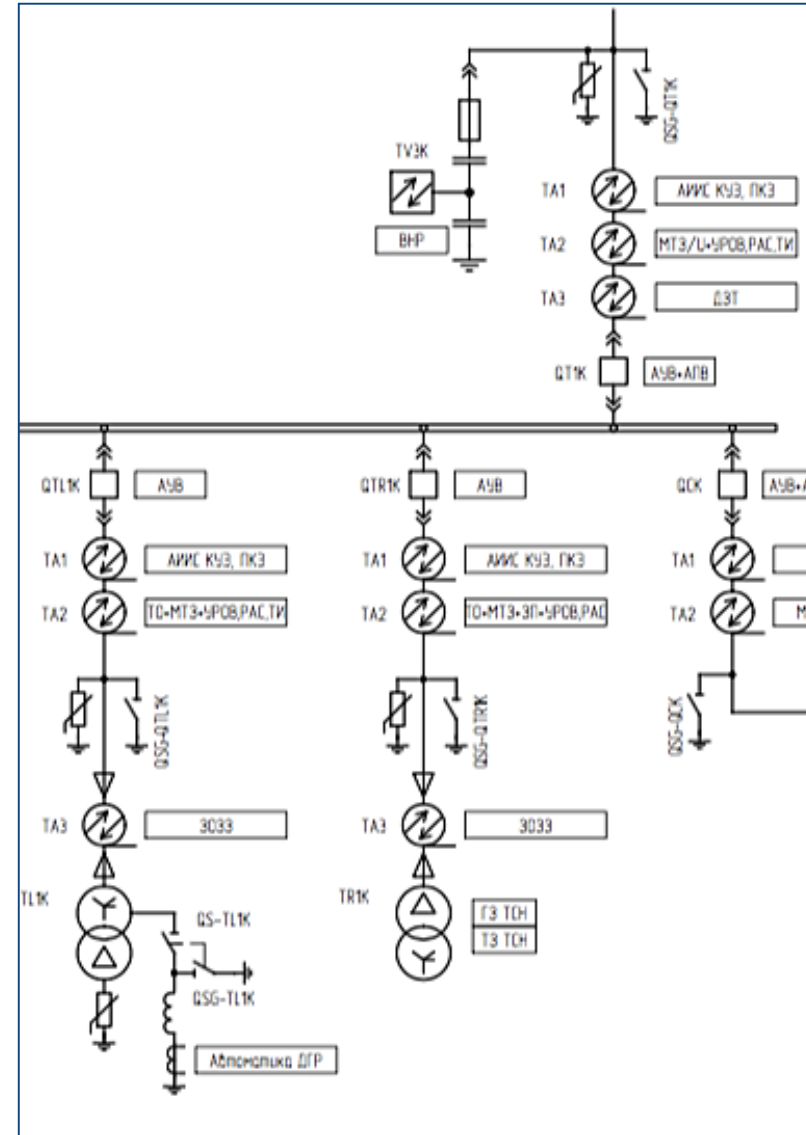 QSG-QT1K
TV3K
ВНР
TA1
АИИС КУЭ, ПКЭ
TA2
МТЗ/U+УРОВ,РАС,ТИ
TA3
ДЗТ
QT1K
АУВ+АПВ
QTL1K
АУВ
QTR1K
АУВ
QCK
АУВ+А
TA1
АИИС КУЭ, ПКЭ
TA1
АИИС КУЭ, ПКЭ
TA1
TA2
ТО+МТЗ+УРОВ,РАС,ТИ
TA2
ТО+МТЗ+ЗП+УРОВ,РАС
TA2
М
QSG-QTL1K
QSG-QTR1K
QSG-QCK
TA3
ЗОЗЗ
TA3
ЗОЗЗ
TL1K
QS-TL1K
QSG-TL1K
Автоматика ДГР
TR1K
ГЗ ТСН
ТЗ ТСН